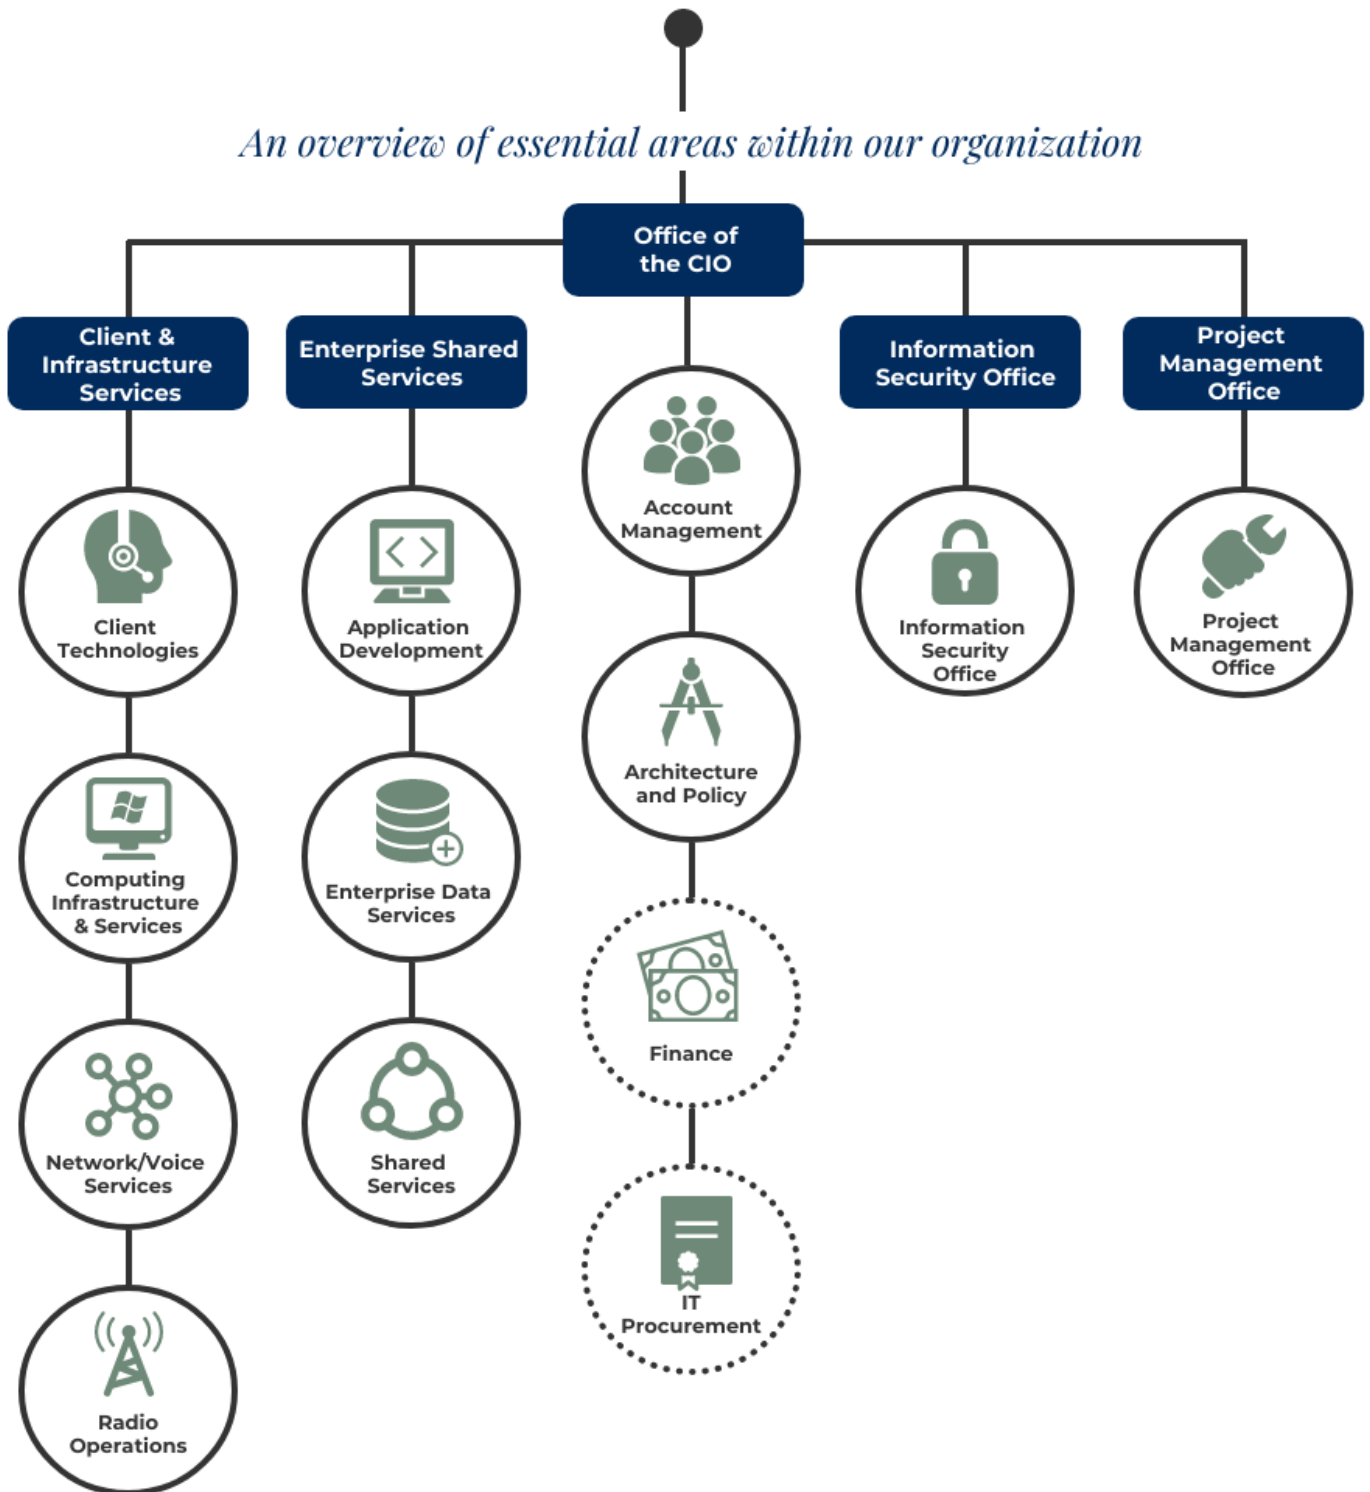 An overview of essential areas within our organization
Office of
the CIO
Client &
Infrastructure
Services
Enterprise Shared
Services
Information
Security Office
Project
Management
Office
Client
Technologies
Computing
Infrastructure
& Services
Network/Voice
Services
Radio
Operations
Application
Development
Enterprise Data
Services
Shared
Services
Account
Management
Architecture
and Policy
Finance
IT
Procurement
Information
Security
Office
Project
Management
Office